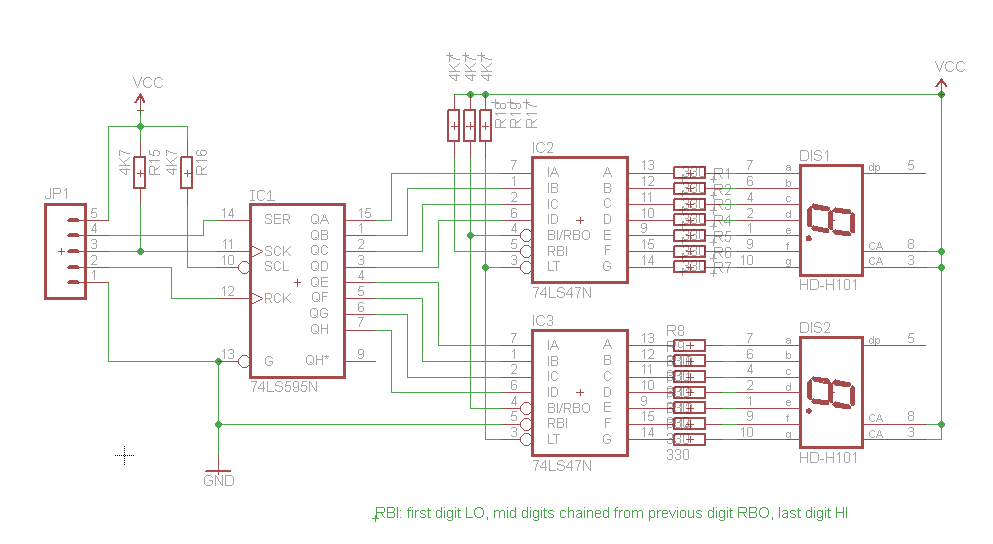 4K7 4K7 4K7
VCC VCC
R18 R19 R17
4K7 R15 4K7 R16
JP1
5
4
3
2
1
IC1
14 SER QA 15
QB 1
11 SCK QC 2
10 SCL QD 3
QE 4
12 RCK QF 5
QG 6
QH 7
13 G QH* 9
74LS595N
GND
IC2
7 IA A 13 330 R1
1 IB B 12 R2
2 IC C 11 R3
6 ID D 10 R4
4 BI/RBO E 9 R5
5 RBI F 15 R6
3 LT G 14 R7
74LS47N
DIS1
7 a dp 5
6 b
4 c
2 d
1 e
9 f CA 8
10 g CA 3
HD-H101
IC3
R8
7 IA A 13 R9
1 IB B 12
2 IC C 11
6 ID D 10
4 BI/RBO E 9
5 RBI F 15
3 LT G 14 330
330
74LS47N
DIS2
7 a dp 5
6 b
4 c
2 d
1 e
9 f CA 8
10 g CA 3
HD-H101
RBI: first digit LO, mid digits chained from previous digit RBO, last digit HI